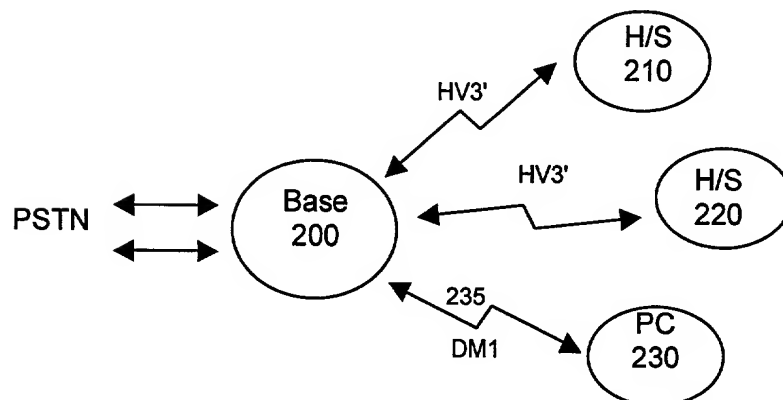 H/S
210
HV3'
HV3'
H/S
220
PSTN
Base
200
235
DM1
PC
230